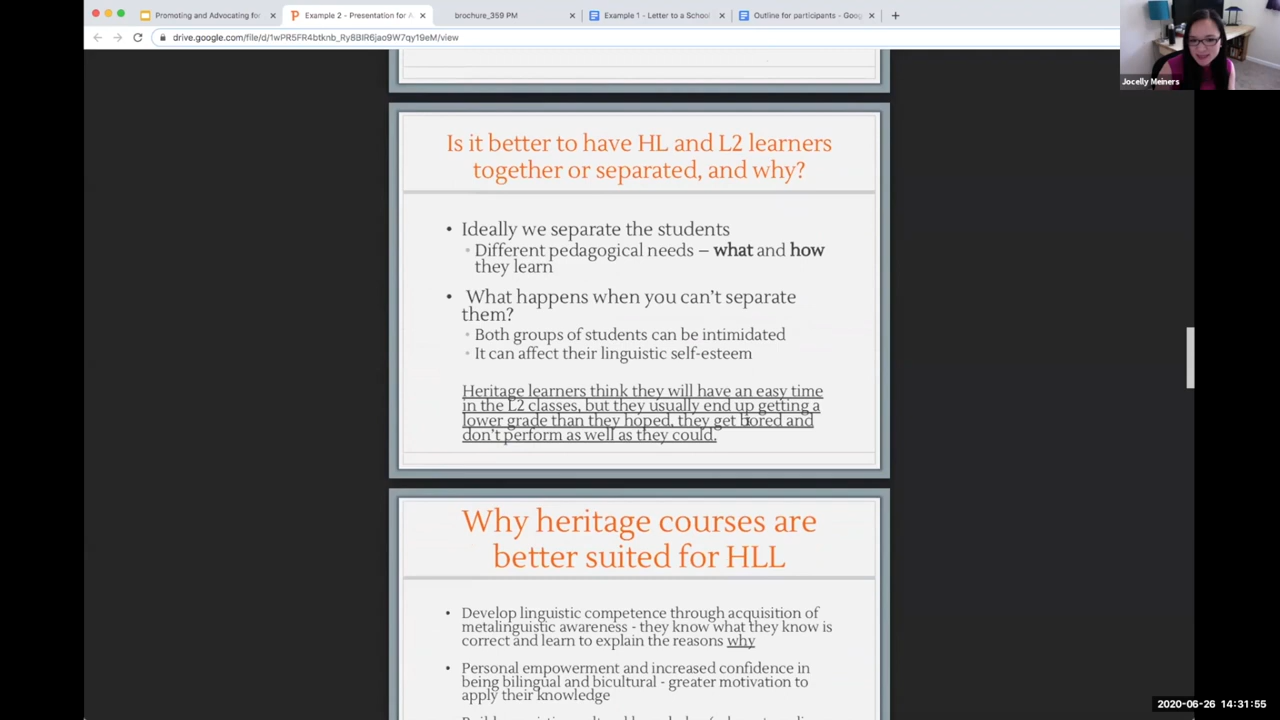 Promoting and Advocating fo
Example 2 - Presentation for A
brochure_359 PM
Example 1 - Letter to a School
Outline for participants - Goog
drive.google.com/file/d/1wPR5FR4btknb_Ry8BIR6jao9W7qy19eM/view
Jocelly Meiners
Is it better to have HL and L2 learners
together or separated, and why?
• Ideally we separate the students
• Different pedagogical needs – what and how
they learn
• What happens when you can't separate
them?
• Both groups of students can be intimidated
• It can affect their linguistic self-esteem
Heritage learners think they will have an easy time
in the L2 classes, but they usually end up getting a
lower grade than they hoped, they get bored and
don't perform as well as they could.
Why heritage courses are
better suited for HLL
• Develop linguistic competence through acquisition of
metalinguistic awareness - they know what they know is
correct and learn to explain the reasons why
• Personal empowerment and increased confidence in
being bilingual and bicultural - greater motivation to
apply their knowledge
2020-06-26 14:31:55